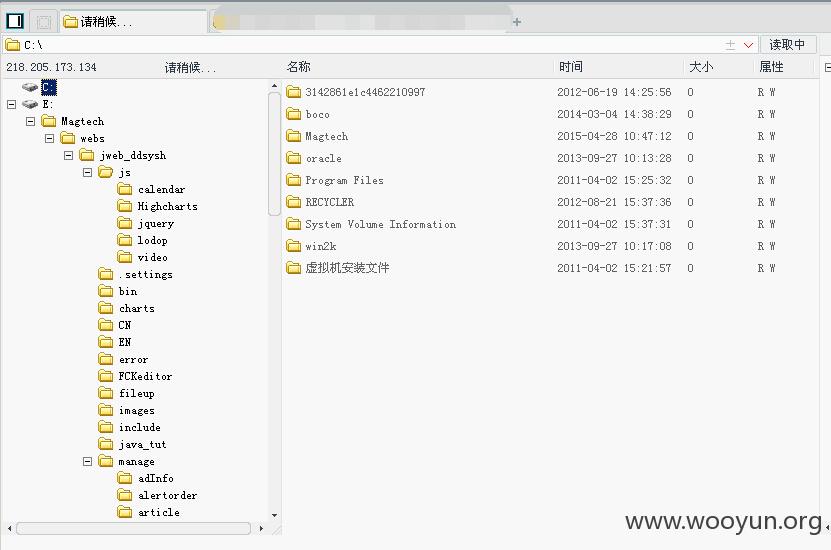 请稍候...
+
C:\
读取中
218.205.173.134 请稍候... 名称 时间 大小 属性
C:
E:
Magtech
webs
jweb_ddsysh
js
calendar
Highcharts
jquery
lodop
video
.settings
bin
charts
CN
EN
error
FCKeditor
fileup
images
include
java_tut
manage
adInfo
alertorder
article
3142861e1c4462210997 2012-06-19 14:25:56 0 R W
boco 2014-03-04 14:38:29 0 R W
Magtech 2015-04-28 10:47:12 0 R W
oracle 2013-09-27 10:13:28 0 R W
Program Files 2011-04-02 15:25:32 0 R W
RECYCLER 2012-08-21 15:37:36 0 R W
System Volume Information 2011-04-02 15:37:31 0 R W
win2k 2013-09-27 10:17:08 0 R W
虚拟机安装文件 2011-04-02 15:21:57 0 R W
www.wooyun.org